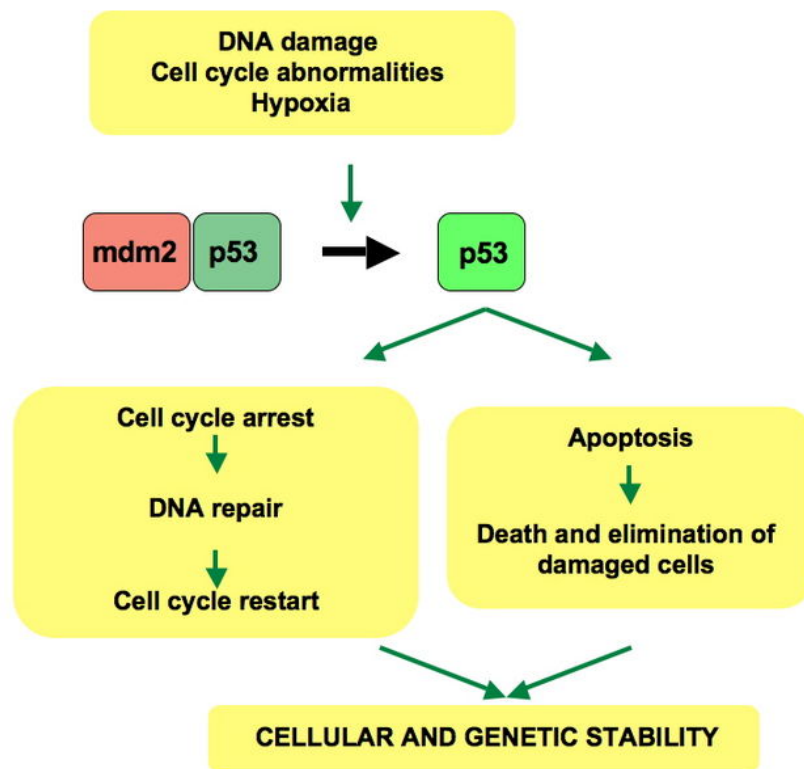 DNA damage
Cell cycle abnormalities
Hypoxia
mdm2
p53
p53
Cell cycle arrest
DNA repair
Cell cycle restart
Apoptosis
Death and elimination of
damaged cells
CELLULAR AND GENETIC STABILITY